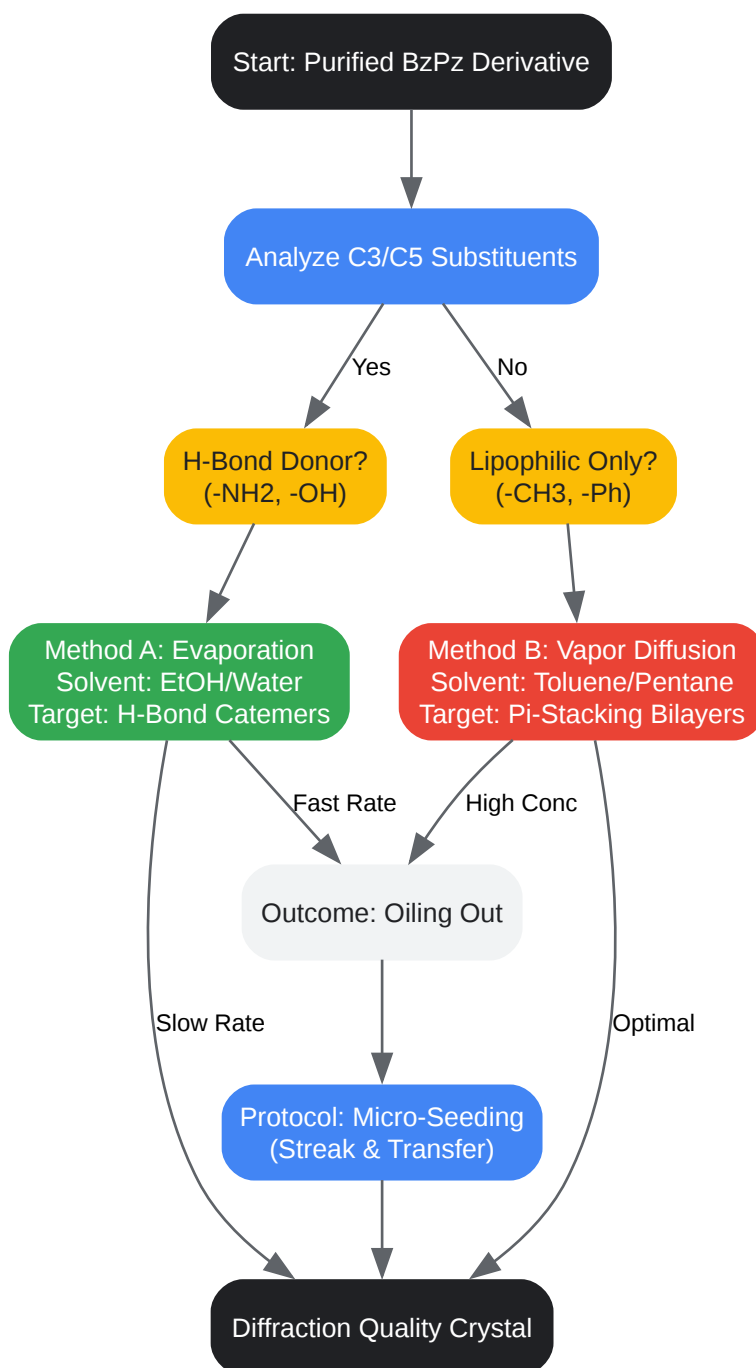 Start: Purified BzPz Derivative
Analyze C3/C5 Substituents
Yes
No
H-Bond Donor?
(-NH2, -OH)
Lipophilic Only?
(-CH3, -Ph)
Method A: Evaporation
Solvent: EtOH/Water
Target: H-Bond Catemers
Method B: Vapor Diffusion
Solvent: Toluene/Pentane
Target: Pi-Stacking Bilayers
Fast Rate
High Conc
Outcome: Oiling Out
Slow Rate
Optimal
Protocol: Micro-Seeding
(Streak & Transfer)
Diffraction Quality Crystal